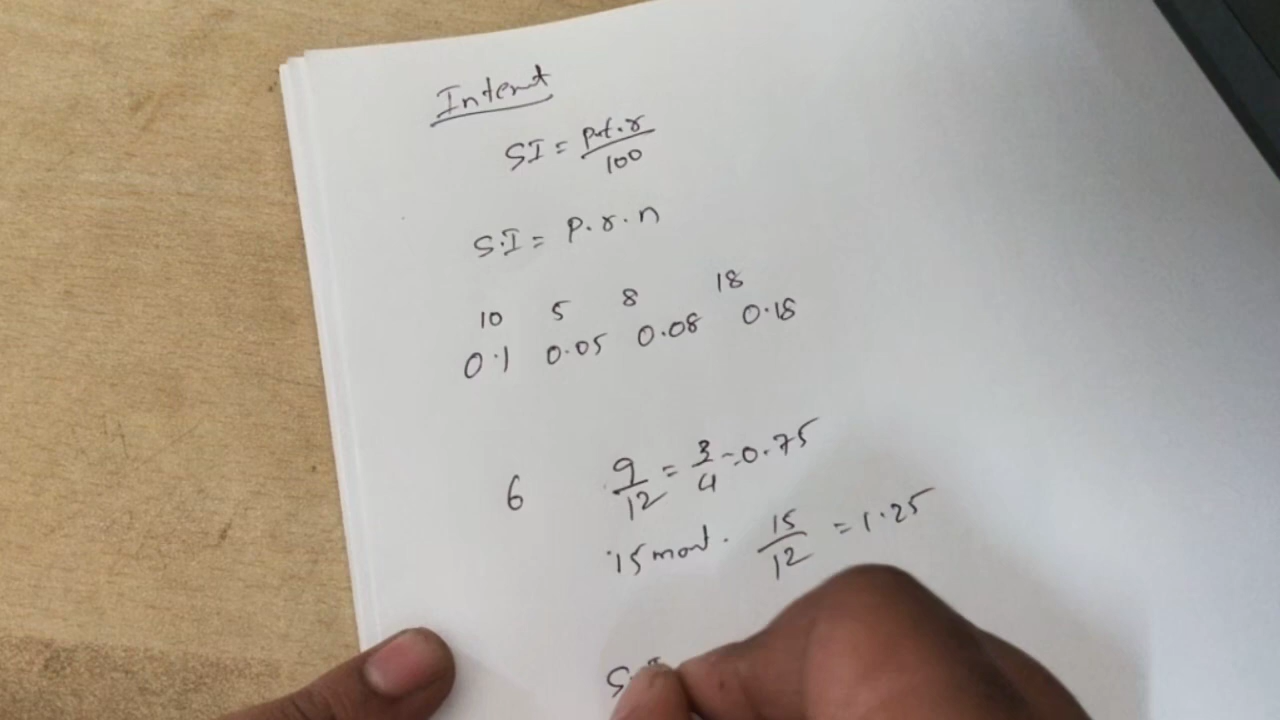 Interest
SI = p.t.r / 100
S.I = p.r.n
10 5 8 18
0.1 0.05 0.08 0.18
6 9/12 = 3/4 = 0.75
15 mont. 15/12 = 1.25
S.I